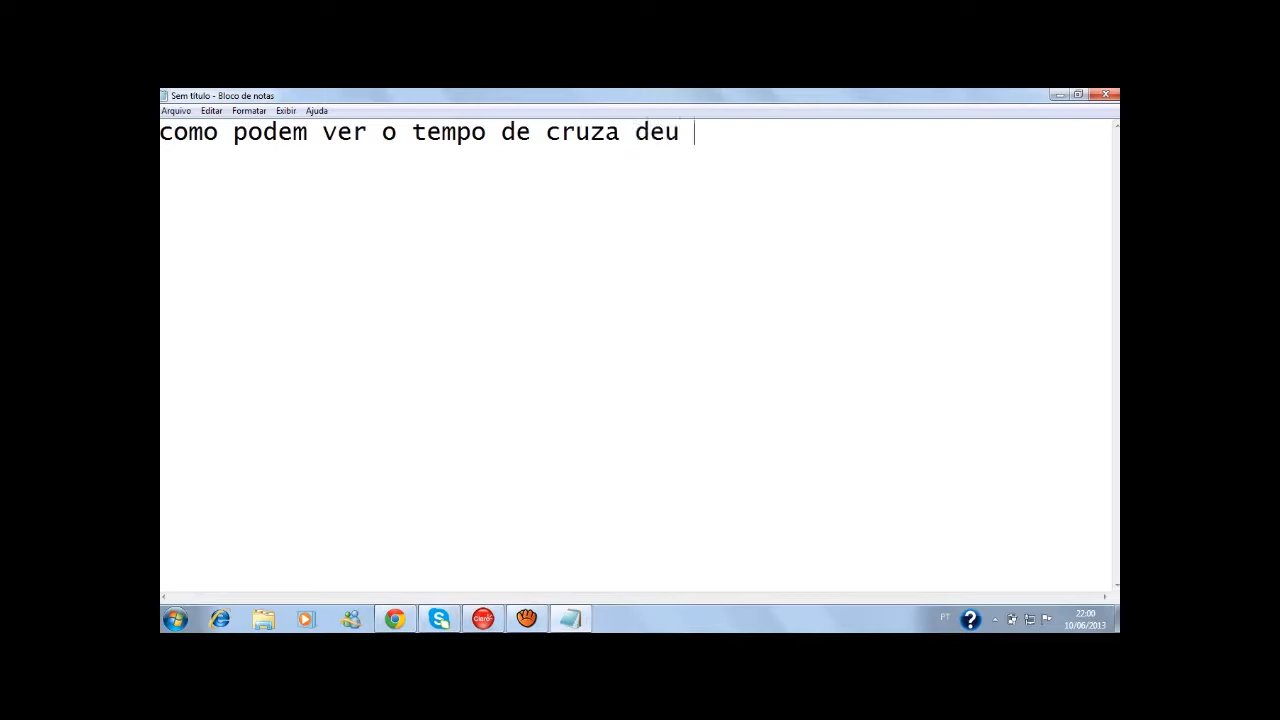 Sem título - Bloco de notas
Arquivo Editar Formatar Exibir Ajuda
como podem ver o tempo de cruza deu
Claro
PT
22:00
10/06/2013